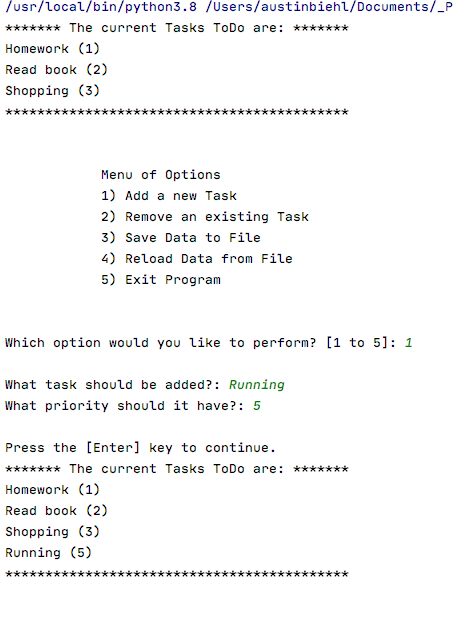 /usr/local/bin/python3.8 /Users/austinbiehl/Documents/_P
******* The current Tasks ToDo are: *******
Homework (1)
Read book (2)
Shopping (3)
*******************************************
Menu of Options
1) Add a new Task
2) Remove an existing Task
3) Save Data to File
4) Reload Data from File
5) Exit Program
Which option would you like to perform? [1 to 5]: 1
What task should be added?: Running
What priority should it have?: 5
Press the [Enter] key to continue.
******* The current Tasks ToDo are: *******
Homework (1)
Read book (2)
Shopping (3)
Running (5)
*******************************************